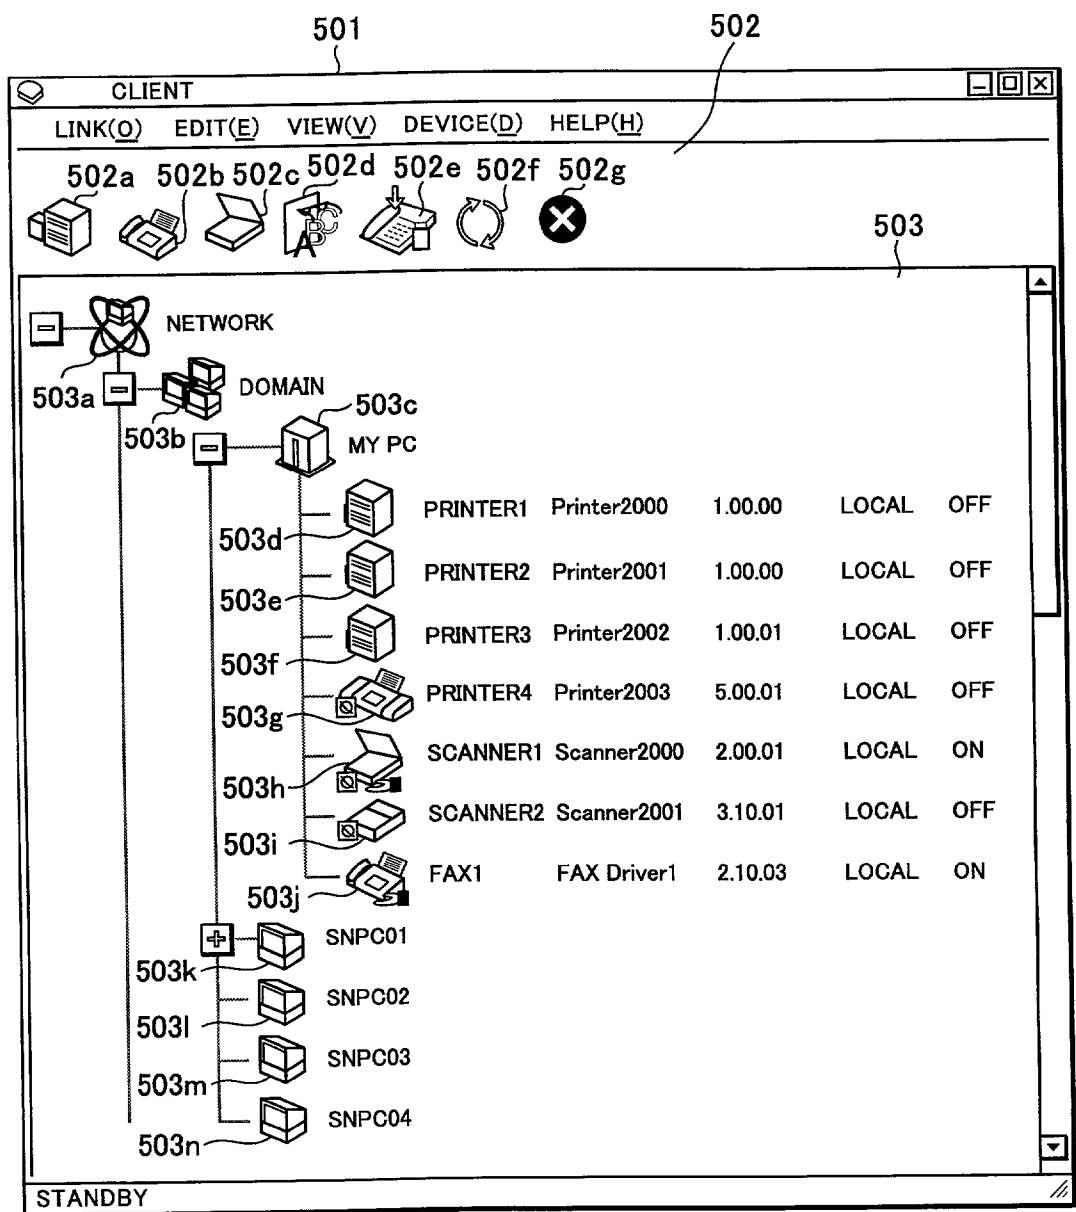 501 502
CLIENT
LINK(O) EDIT(E) VIEW(V) DEVICE(D) HELP(H)
502a 502b 502c 502d 502e 502f 502g
503
NETWORK
503a
DOMAIN
503b
503c
MY PC
PRINTER1 Printer2000 1.00.00 LOCAL OFF
503d
PRINTER2 Printer2001 1.00.00 LOCAL OFF
503e
PRINTER3 Printer2002 1.00.01 LOCAL OFF
503f
PRINTER4 Printer2003 5.00.01 LOCAL OFF
503g
SCANNER1 Scanner2000 2.00.01 LOCAL ON
503h
SCANNER2 Scanner2001 3.10.01 LOCAL OFF
503i
FAX1 FAX Driver1 2.10.03 LOCAL ON
503j
SNPC01
503k
SNPC02
503l
SNPC03
503m
SNPC04
503n
STANDBY